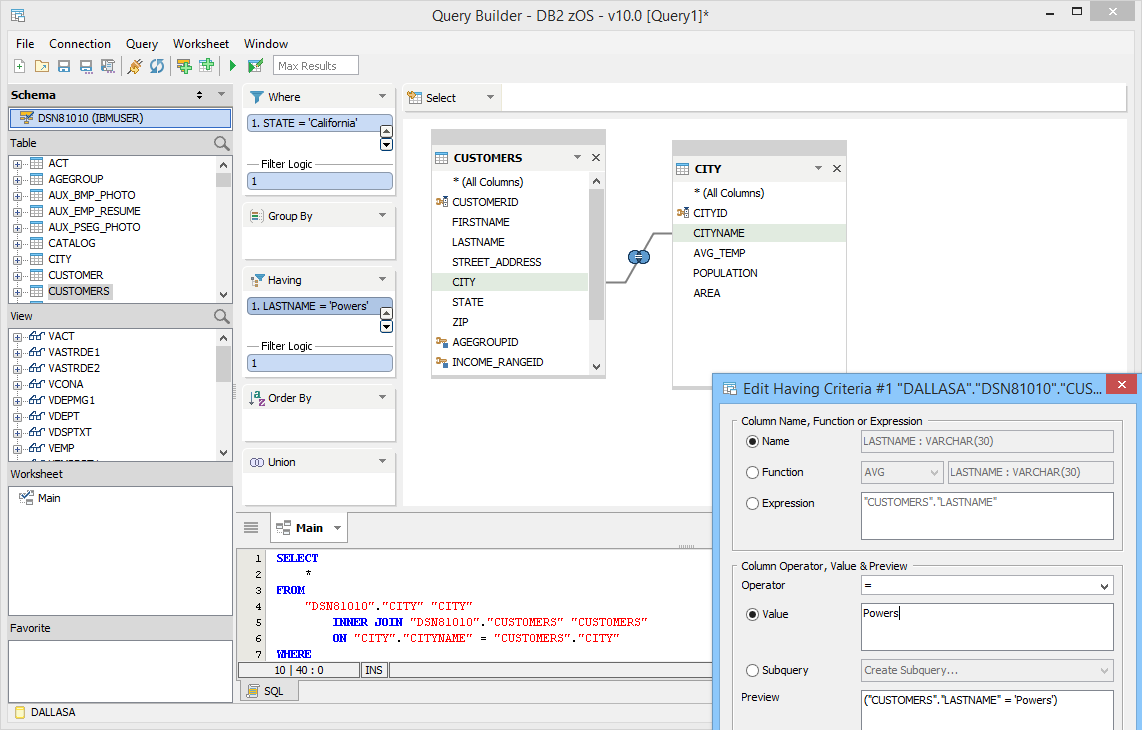 Query Builder - DB2 zOS - v10.0 [Query1]*
File Connection Query Worksheet Window
Max Results
Schema
DSN81010 (IBMUSER)
Table
ACT
AGEGROUP
AUX_BMP_PHOTO
AUX_EMP_RESUME
AUX_PSEG_PHOTO
CATALOG
CITY
CUSTOMER
CUSTOMERS
View
VACT
VASTRDE1
VASTRDE2
VCONA
VDEPMG1
VDEPT
VDSPTXT
VEMP
Worksheet
Main
Favorite
Where
1. STATE = 'California'
Filter Logic
1
Group By
Having
1. LASTNAME = 'Powers'
Filter Logic
1
Order By
Union
Select
CUSTOMERS
* (All Columns)
CUSTOMERID
FIRSTNAME
LASTNAME
STREET_ADDRESS
CITY
STATE
ZIP
AGEGROUPID
INCOME_RANGEID
CITY
* (All Columns)
CITYID
CITYNAME
AVG_TEMP
POPULATION
AREA
Main
1 SELECT
2 *
3 FROM
4 "DSN81010"."CITY" "CITY"
5 INNER JOIN "DSN81010"."CUSTOMERS" "CUSTOMERS"
6 ON "CITY"."CITYNAME" = "CUSTOMERS"."CITY"
7 WHERE
10 | 40 : 0 INS
SQL
Edit Having Criteria #1 "DALLASA"."DSN81010"."CUS...
Column Name, Function or Expression
Name LASTNAME : VARCHAR(30)
Function AVG LASTNAME : VARCHAR(30)
Expression "CUSTOMERS"."LASTNAME"
Column Operator, Value & Preview
Operator =
Value Powers
Subquery Create Subquery...
Preview ("CUSTOMERS"."LASTNAME" = 'Powers')
DALLASA